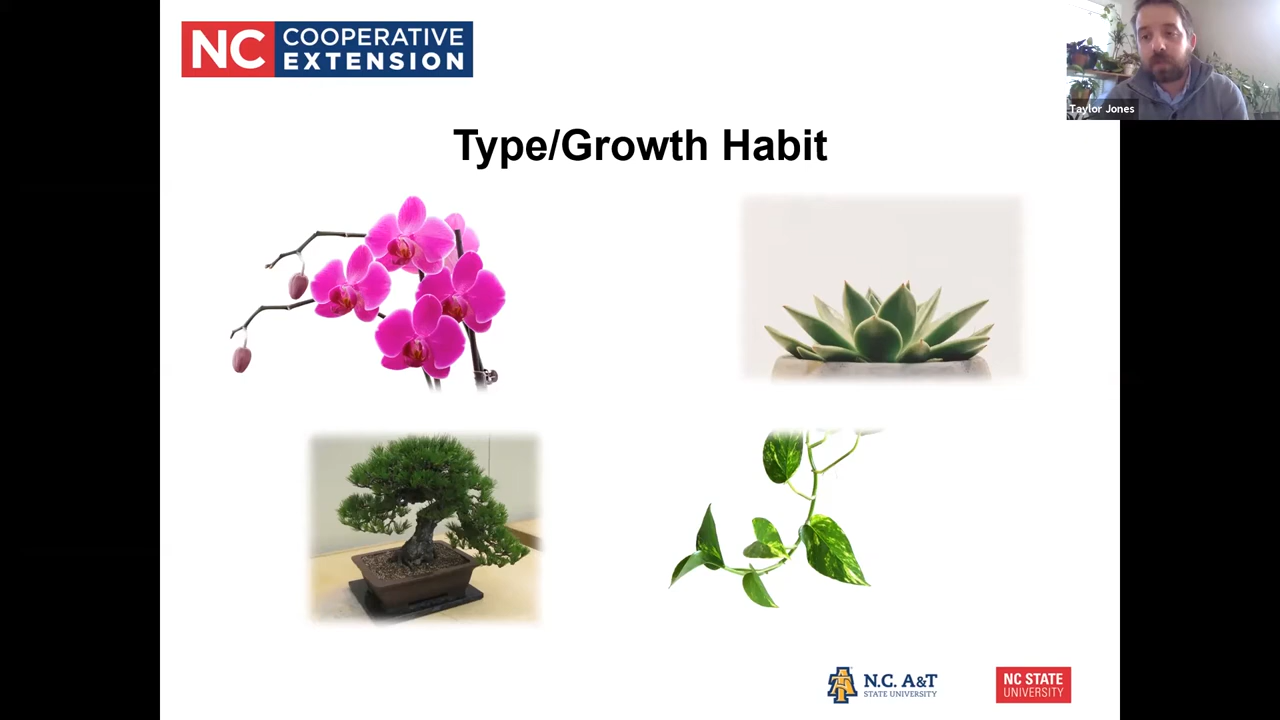 NC COOPERATIVE
EXTENSION
Taylor Jones
Type/Growth Habit
N.C. A&T
STATE UNIVERSITY
NC STATE
UNIVERSITY